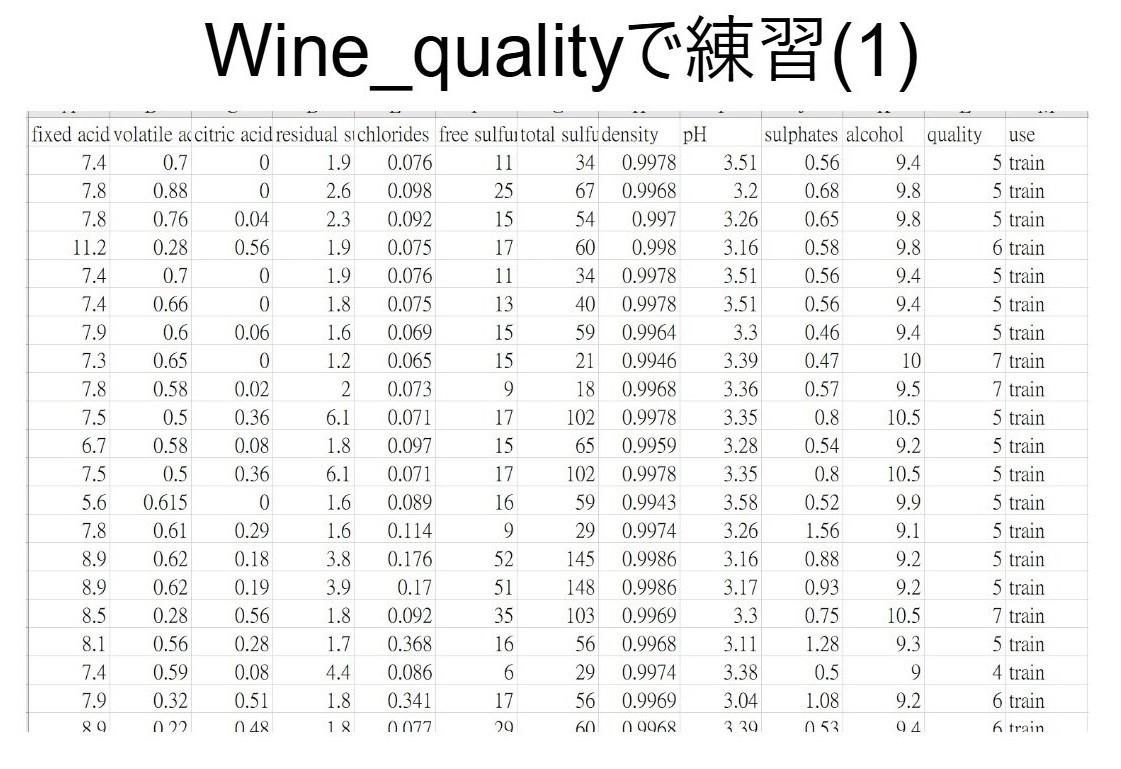 Wine_qualityで練習(1)
fixed acid volatile ac citric acid residual su chlorides free sulfu total sulfu density pH sulphates alcohol quality use
7.4 0.7 0 1.9 0.076 11 34 0.9978 3.51 0.56 9.4 5 train
7.8 0.88 0 2.6 0.098 25 67 0.9968 3.2 0.68 9.8 5 train
7.8 0.76 0.04 2.3 0.092 15 54 0.997 3.26 0.65 9.8 5 train
11.2 0.28 0.56 1.9 0.075 17 60 0.998 3.16 0.58 9.8 6 train
7.4 0.7 0 1.9 0.076 11 34 0.9978 3.51 0.56 9.4 5 train
7.4 0.66 0 1.8 0.075 13 40 0.9978 3.51 0.56 9.4 5 train
7.9 0.6 0.06 1.6 0.069 15 59 0.9964 3.3 0.46 9.4 5 train
7.3 0.65 0 1.2 0.065 15 21 0.9946 3.39 0.47 10 7 train
7.8 0.58 0.02 2 0.073 9 18 0.9968 3.36 0.57 9.5 7 train
7.5 0.5 0.36 6.1 0.071 17 102 0.9978 3.35 0.8 10.5 5 train
6.7 0.58 0.08 1.8 0.097 15 65 0.9959 3.28 0.54 9.2 5 train
7.5 0.5 0.36 6.1 0.071 17 102 0.9978 3.35 0.8 10.5 5 train
5.6 0.615 0 1.6 0.089 16 59 0.9943 3.58 0.52 9.9 5 train
7.8 0.61 0.29 1.6 0.114 9 29 0.9974 3.26 1.56 9.1 5 train
8.9 0.62 0.18 3.8 0.176 52 145 0.9986 3.16 0.88 9.2 5 train
8.9 0.62 0.19 3.9 0.17 51 148 0.9986 3.17 0.93 9.2 5 train
8.5 0.28 0.56 1.8 0.092 35 103 0.9969 3.3 0.75 10.5 7 train
8.1 0.56 0.28 1.7 0.368 16 56 0.9968 3.11 1.28 9.3 5 train
7.4 0.59 0.08 4.4 0.086 6 29 0.9974 3.38 0.5 9 4 train
7.9 0.32 0.51 1.8 0.341 17 56 0.9969 3.04 1.08 9.2 6 train
8.9 0.22 0.48 1.8 0.077 29 60 0.9968 3.39 0.53 9.4 6 train